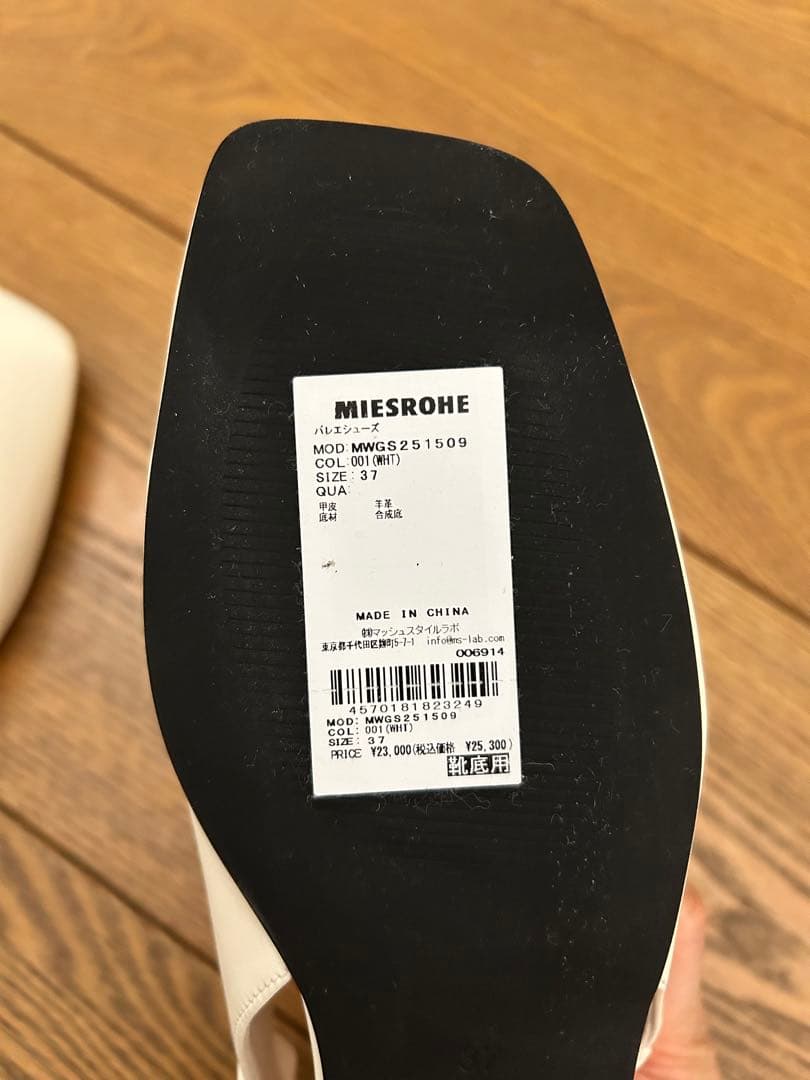 MIESROHE
バレエシューズ
MOD:MWGS251509
COL:001(WHT)
SIZE:37
QUA:
甲皮 羊革
底材 合成底
MADE IN CHINA
㈱マッシュスタイルラボ
東京都千代田区麹町5-7-1 info@ms-lab.com
006914
4570181823249
MOD: MWGS251509
COL: 001(WHT)
SIZE:37
PRICE ¥23,000(税込価格 ¥25,300)
靴底用